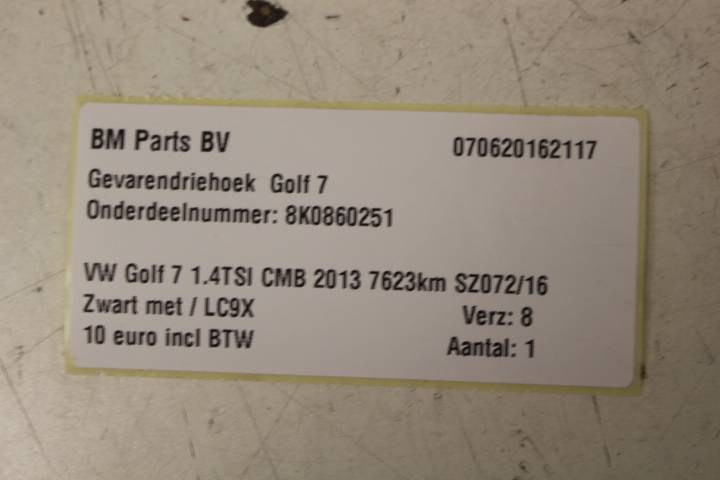 BM Parts BV 070620162117
Gevarendriehoek Golf 7
Onderdeelnummer: 8K0860251
VW Golf 7 1.4TSI CMB 2013 7623km SZ072/16
Zwart met / LC9X Verz: 8
10 euro incl BTW Aantal: 1